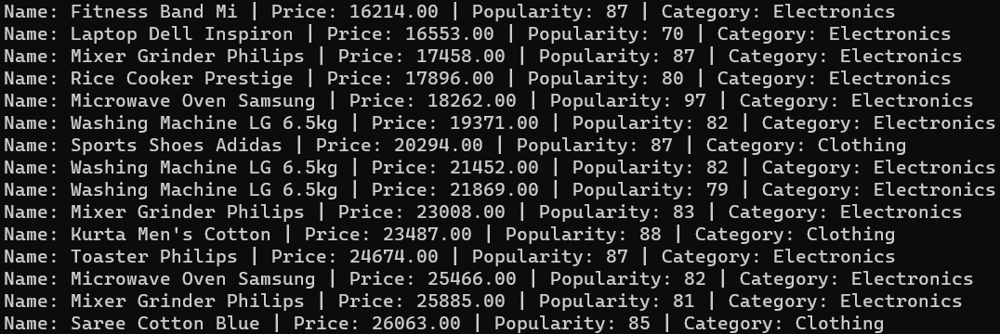 Name: Fitness Band Mi | Price: 16214.00 | Popularity: 87 | Category: Electronics
Name: Laptop Dell Inspiron | Price: 16553.00 | Popularity: 70 | Category: Electronics
Name: Mixer Grinder Philips | Price: 17458.00 | Popularity: 87 | Category: Electronics
Name: Rice Cooker Prestige | Price: 17896.00 | Popularity: 80 | Category: Electronics
Name: Microwave Oven Samsung | Price: 18262.00 | Popularity: 97 | Category: Electronics
Name: Washing Machine LG 6.5kg | Price: 19371.00 | Popularity: 82 | Category: Electronics
Name: Sports Shoes Adidas | Price: 20294.00 | Popularity: 87 | Category: Clothing
Name: Washing Machine LG 6.5kg | Price: 21452.00 | Popularity: 82 | Category: Electronics
Name: Washing Machine LG 6.5kg | Price: 21869.00 | Popularity: 79 | Category: Electronics
Name: Mixer Grinder Philips | Price: 23008.00 | Popularity: 83 | Category: Electronics
Name: Kurta Men's Cotton | Price: 23487.00 | Popularity: 88 | Category: Clothing
Name: Toaster Philips | Price: 24674.00 | Popularity: 87 | Category: Electronics
Name: Microwave Oven Samsung | Price: 25466.00 | Popularity: 82 | Category: Electronics
Name: Mixer Grinder Philips | Price: 25885.00 | Popularity: 81 | Category: Electronics
Name: Saree Cotton Blue | Price: 26063.00 | Popularity: 85 | Category: Clothing